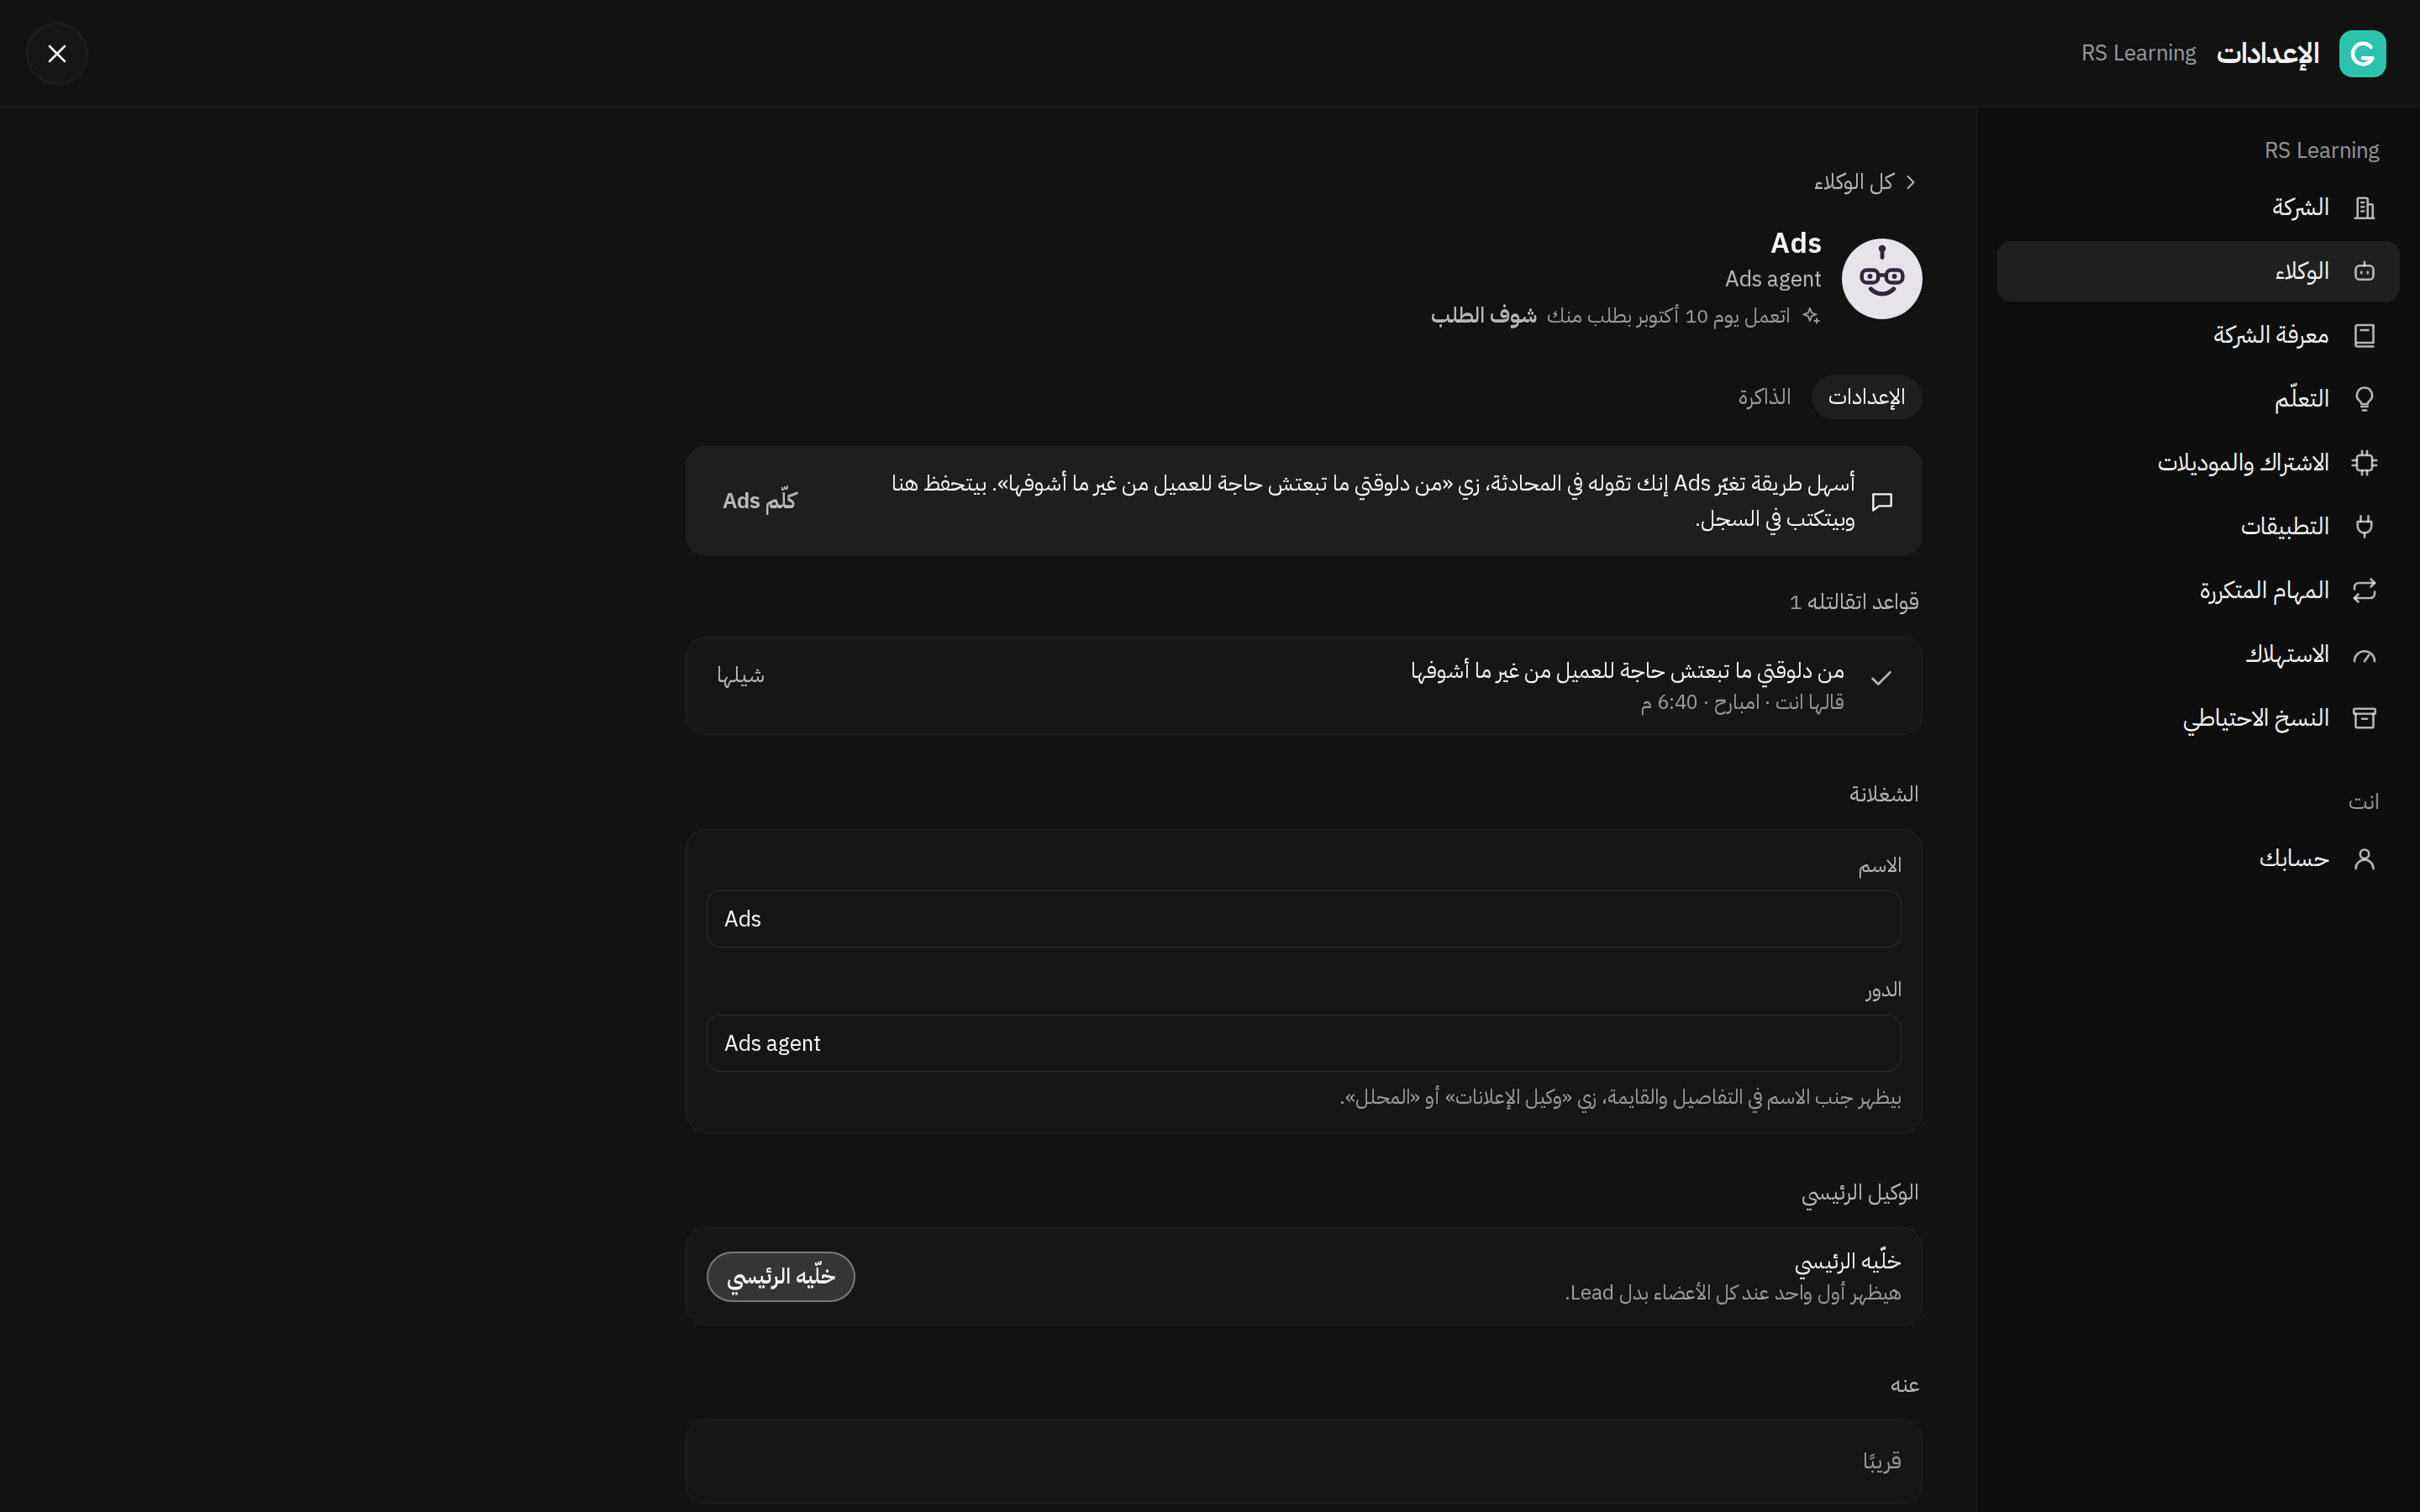 الإعدادات RS Learning
RS Learning
الشركة
الوكلاء
معرفة الشركة
التعلّم
الاشتراك والموديلات
التطبيقات
المهام المتكررة
الاستهلاك
النسخ الاحتياطي
انت
حسابك
كل الوكلاء
Ads
Ads agent
اتعمل يوم 10 أكتوبر بطلب منك شوف الطلب
الإعدادات الذاكرة
أسهل طريقة تغيّر Ads إنك تقوله في المحادثة، زي «من دلوقتي ما تبعتش حاجة للعميل من غير ما أشوفها». بيتحفظ هنا
وبيتكتب في السجل.
كلّم Ads
قواعد اتقالتله 1
من دلوقتي ما تبعتش حاجة للعميل من غير ما أشوفها
قالها انت · امبارح · 6:40 م
شيلها
الشغلانة
الاسم
Ads
الدور
Ads agent
بيظهر جنب الاسم في التفاصيل والقايمة، زي «وكيل الإعلانات» أو «المحلل».
الوكيل الرئيسي
خلّيه الرئيسي
هيظهر أول واحد عند كل الأعضاء بدل Lead.
خلّيه الرئيسي
عنه
قريبًا